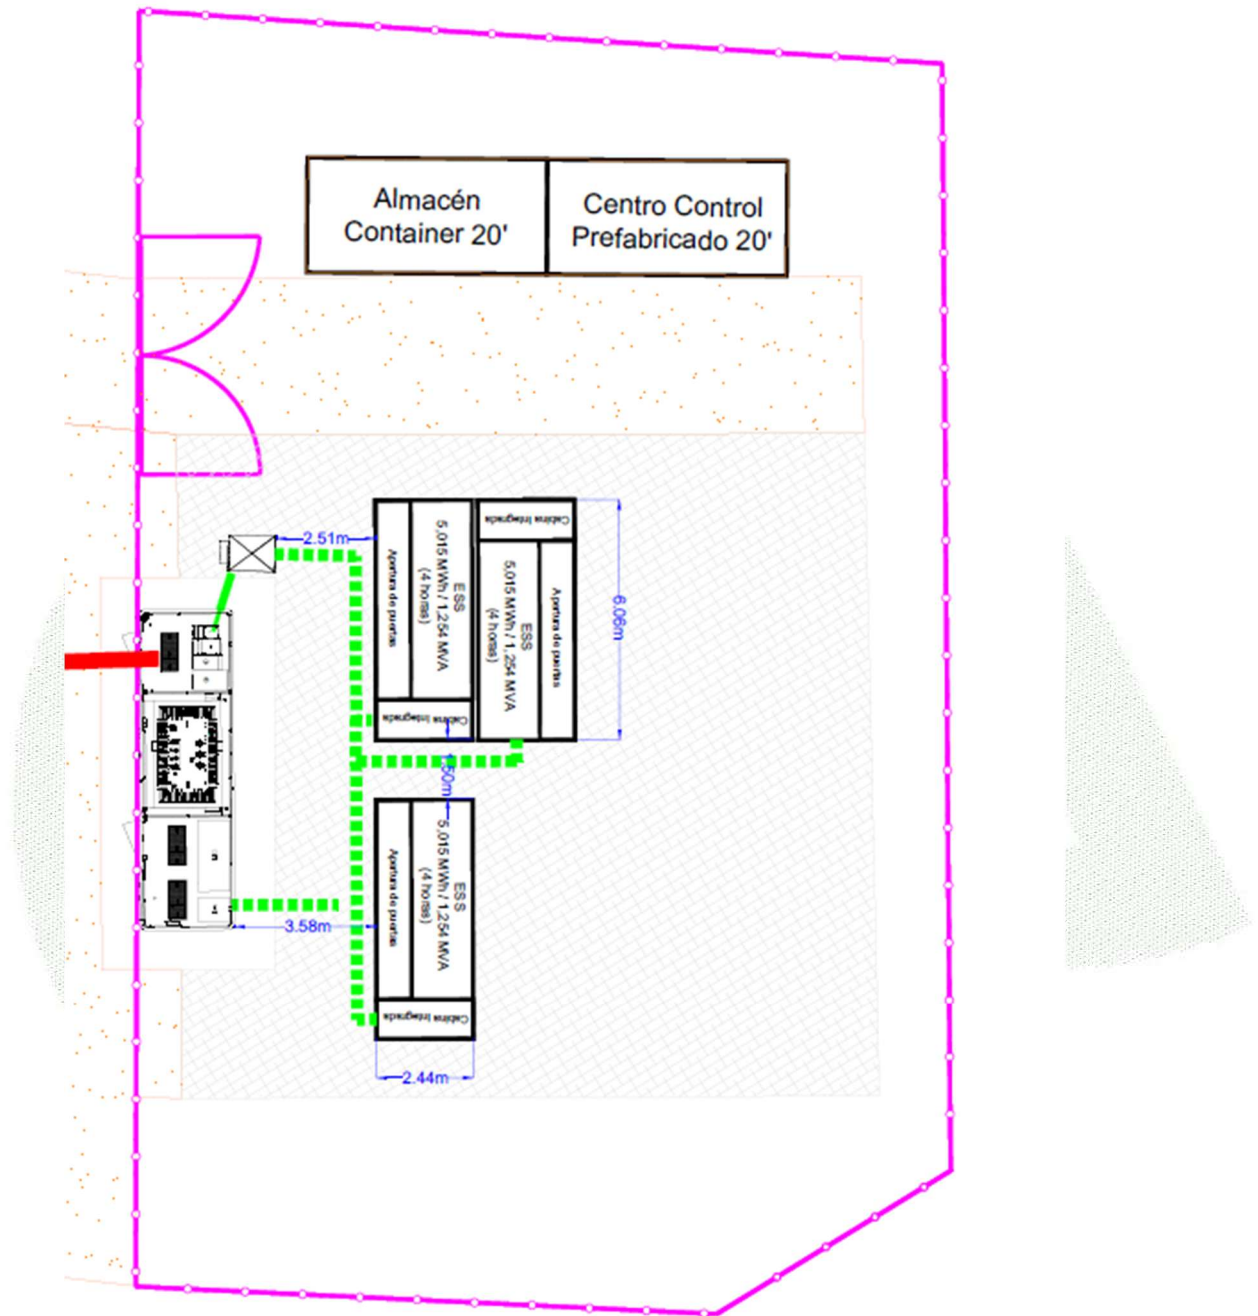 Almacén
Container 20'
Centro Control
Prefabricado 20'
2.51m
ESS
5,015 MWh / 1,254 MVA
(4 horas)
Apertura de puertas
Cabina Integrada
Cabina Integrada
ESS
5,015 MWh / 1,254 MVA
(4 horas)
Apertura de puertas
6.06m
1.50m
ESS
5,015 MWh / 1,254 MVA
(4 horas)
Apertura de puertas
Cabina Integrada
3.58m
2.44m